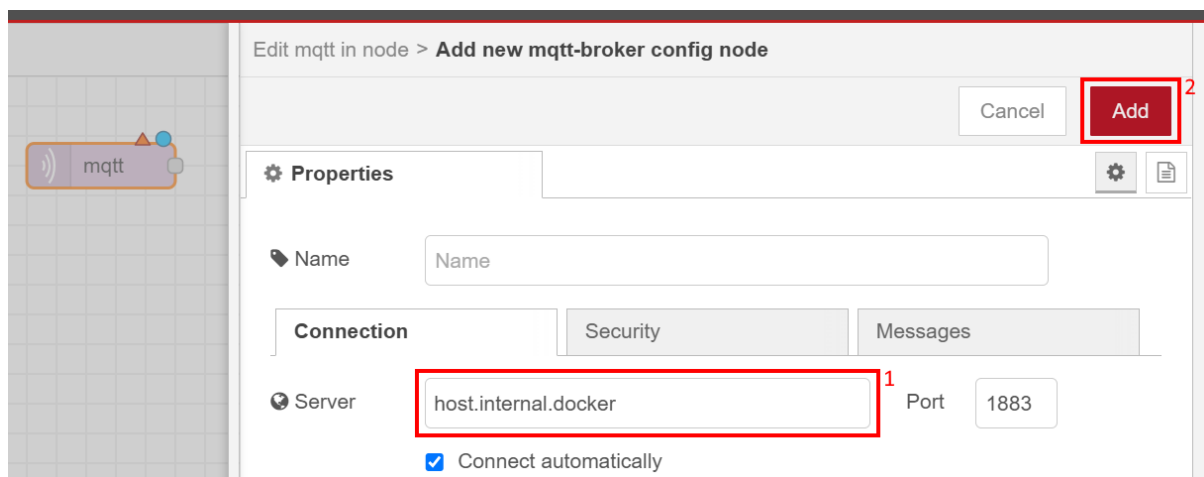 Edit mqtt in node > Add new mqtt-broker config node
Cancel
Add
2
mqtt
Properties
Name
Name
Connection
Security
Messages
Server
host.internal.docker
1
Port
1883
Connect automatically